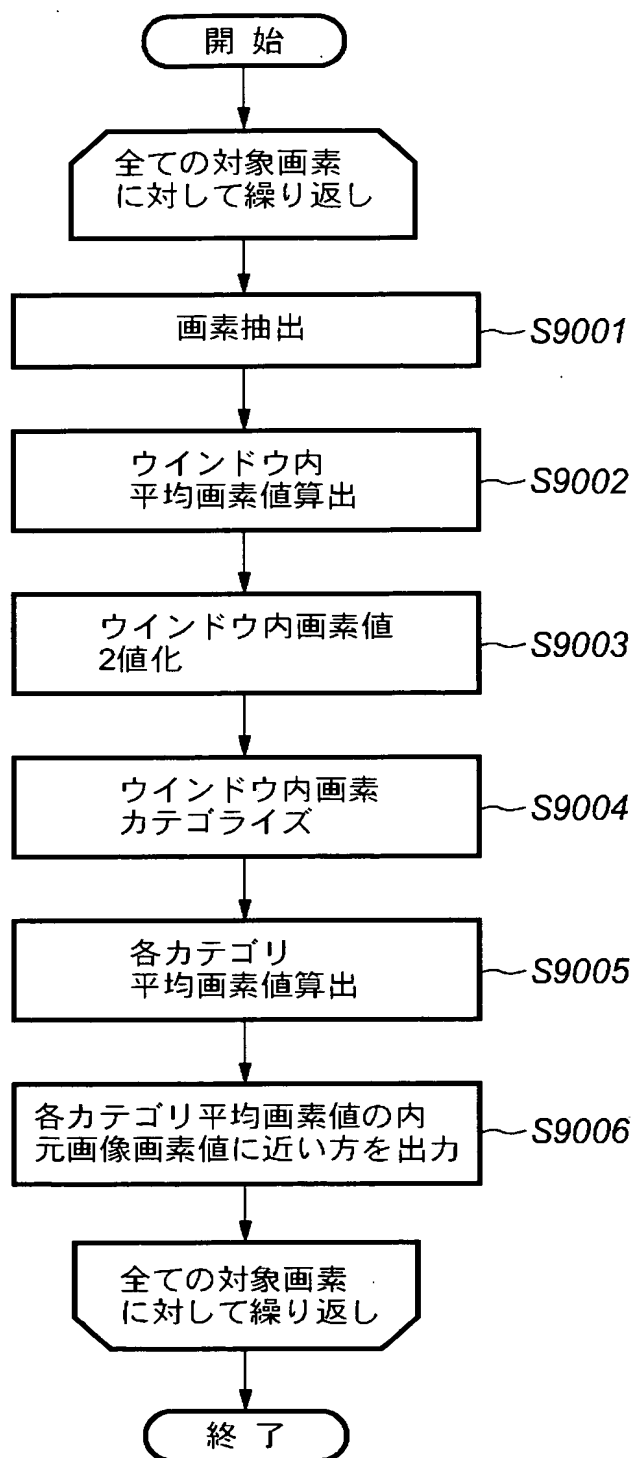 開 始
全ての対象画素
に対して繰り返し
画素抽出
S9001
ウインドウ内
平均画素値算出
S9002
ウインドウ内画素値
2値化
S9003
ウインドウ内画素
カテゴライズ
S9004
各カテゴリ
平均画素値算出
S9005
各カテゴリ平均画素値の内
元画像画素値に近い方を出力
S9006
全ての対象画素
に対して繰り返し
終 了